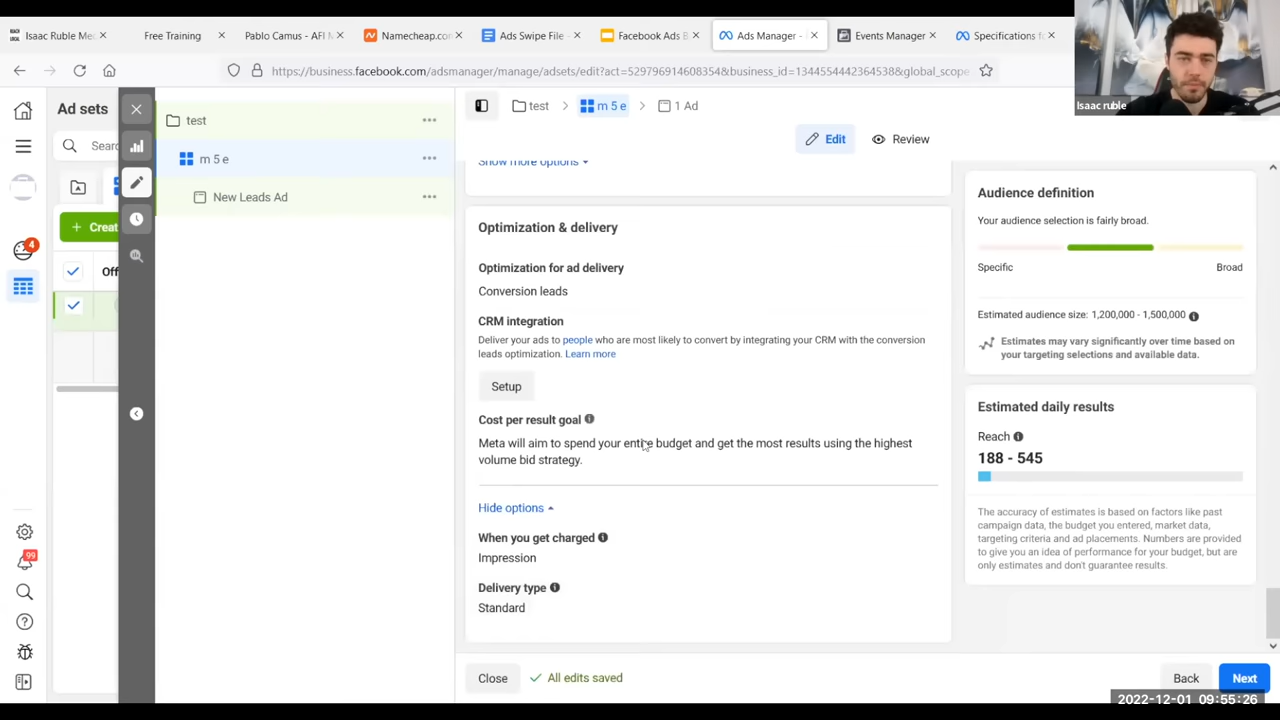 Isaac Ruble Me
Free Training
Pablo Camus - AFI M
Namecheap.co
Ads Swipe File -
Facebook Ads B
Ads Manager -
Events Manager
Specifications fo
https://business.facebook.com/adsmanager/manage/adsets/edit?act=529796914608354&business_id=1344554442364538&global_scope
Isaac ruble
Ad sets
Searc
Creat
Off
4
99
test
m 5 e
New Leads Ad
test
m 5 e
1 Ad
Edit
Review
Show more options
Optimization & delivery
Optimization for ad delivery
Conversion leads
CRM integration
Deliver your ads to people who are most likely to convert by integrating your CRM with the conversion
leads optimization. Learn more
Setup
Cost per result goal
Meta will aim to spend your entire budget and get the most results using the highest
volume bid strategy.
Hide options
When you get charged
Impression
Delivery type
Standard
Close
All edits saved
Back
Next
Audience definition
Your audience selection is fairly broad.
Specific
Broad
Estimated audience size: 1,200,000 - 1,500,000
Estimates may vary significantly over time based on
your targeting selections and available data.
Estimated daily results
Reach
188 - 545
The accuracy of estimates is based on factors like past
campaign data, the budget you entered, market data,
targeting criteria and ad placements. Numbers are provided
to give you an idea of performance for your budget, but are
only estimates and don't guarantee results.
2022-12-01 09:55:26